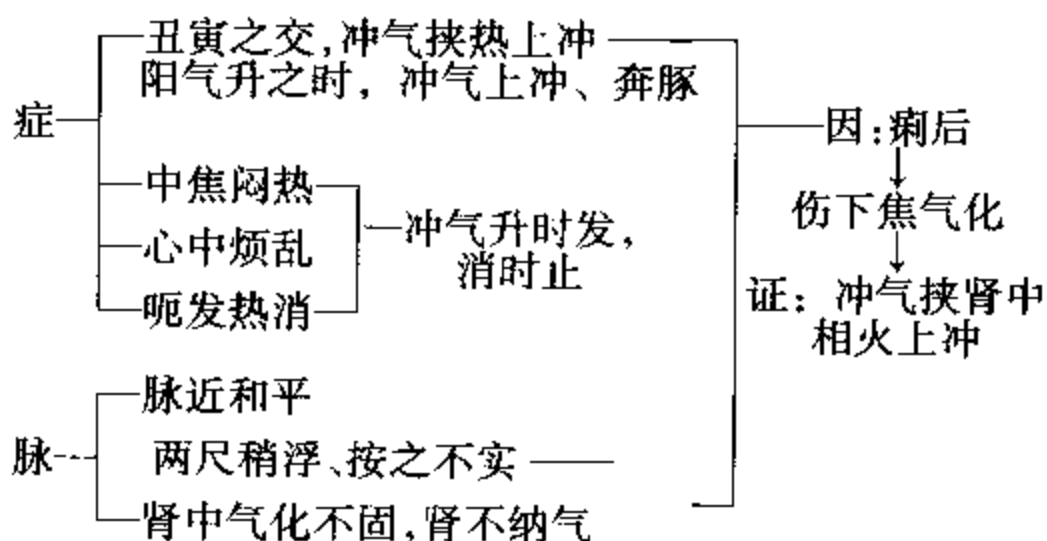 症
丑寅之交,冲气挟热上冲
阳气升之时，冲气上冲、奔豚
中焦闷热
心中烦乱
呃发热消
冲气升时发，
消时止
脉
脉近和平
两尺稍浮、按之不实
肾中气化不固,肾不纳气
因:痢后
伤下焦气化
证：冲气挟肾中
相火上冲